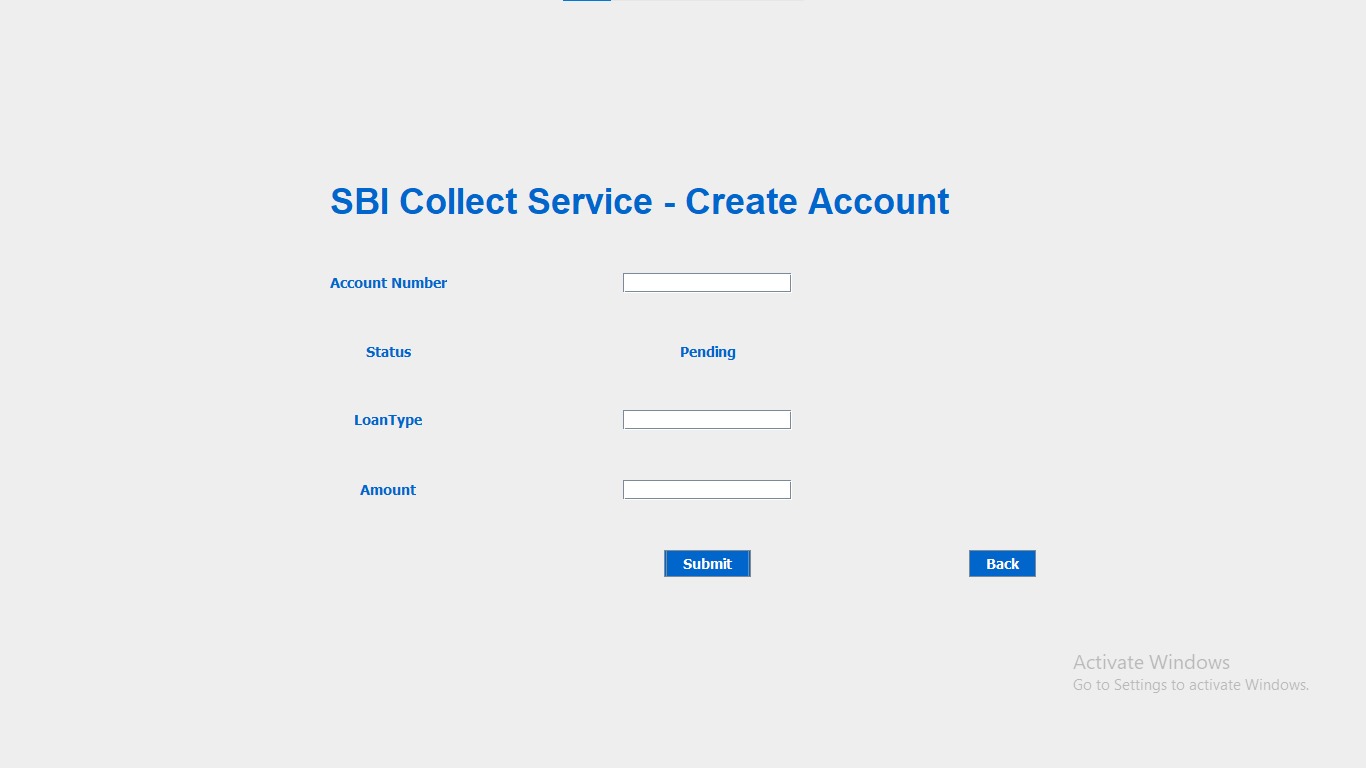 SBI Collect Service - Create Account
Account Number
Status Pending
LoanType
Amount
Submit Back
Activate Windows
Go to Settings to activate Windows.